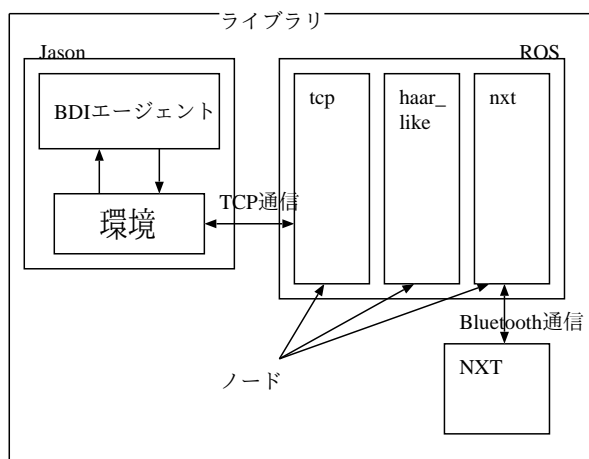 ライブラリ
Jason
ROS
BDIエージェント
tcp
haar_
like
nxt
TCP通信
環境
Bluetooth通信
ノード
NXT